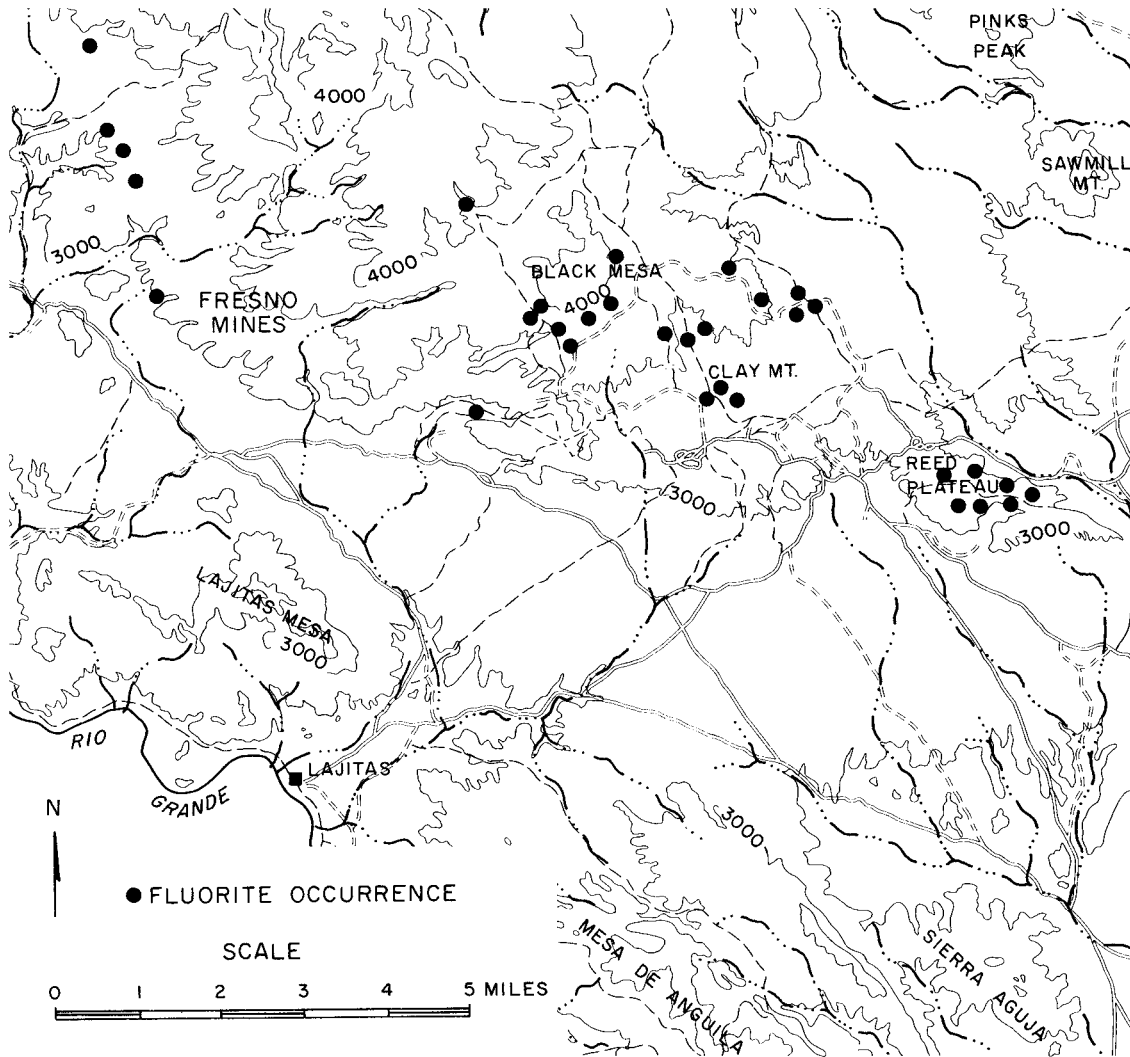 PINKS
PEAK
4000
SAWMILL
MT.
3000
4000
BLACK MESA
4000
FRESNO
MINES
CLAY MT.
REED
PLATEAU
3000
3000
LAJITAS MESA
3000
RIO
GRANDE
LAJITAS
N
3000
FLUORITE OCCURRENCE
SCALE
0 1 2 3 4 5 MILES
MESA DE ANGUILA
SIERRA AGUJA